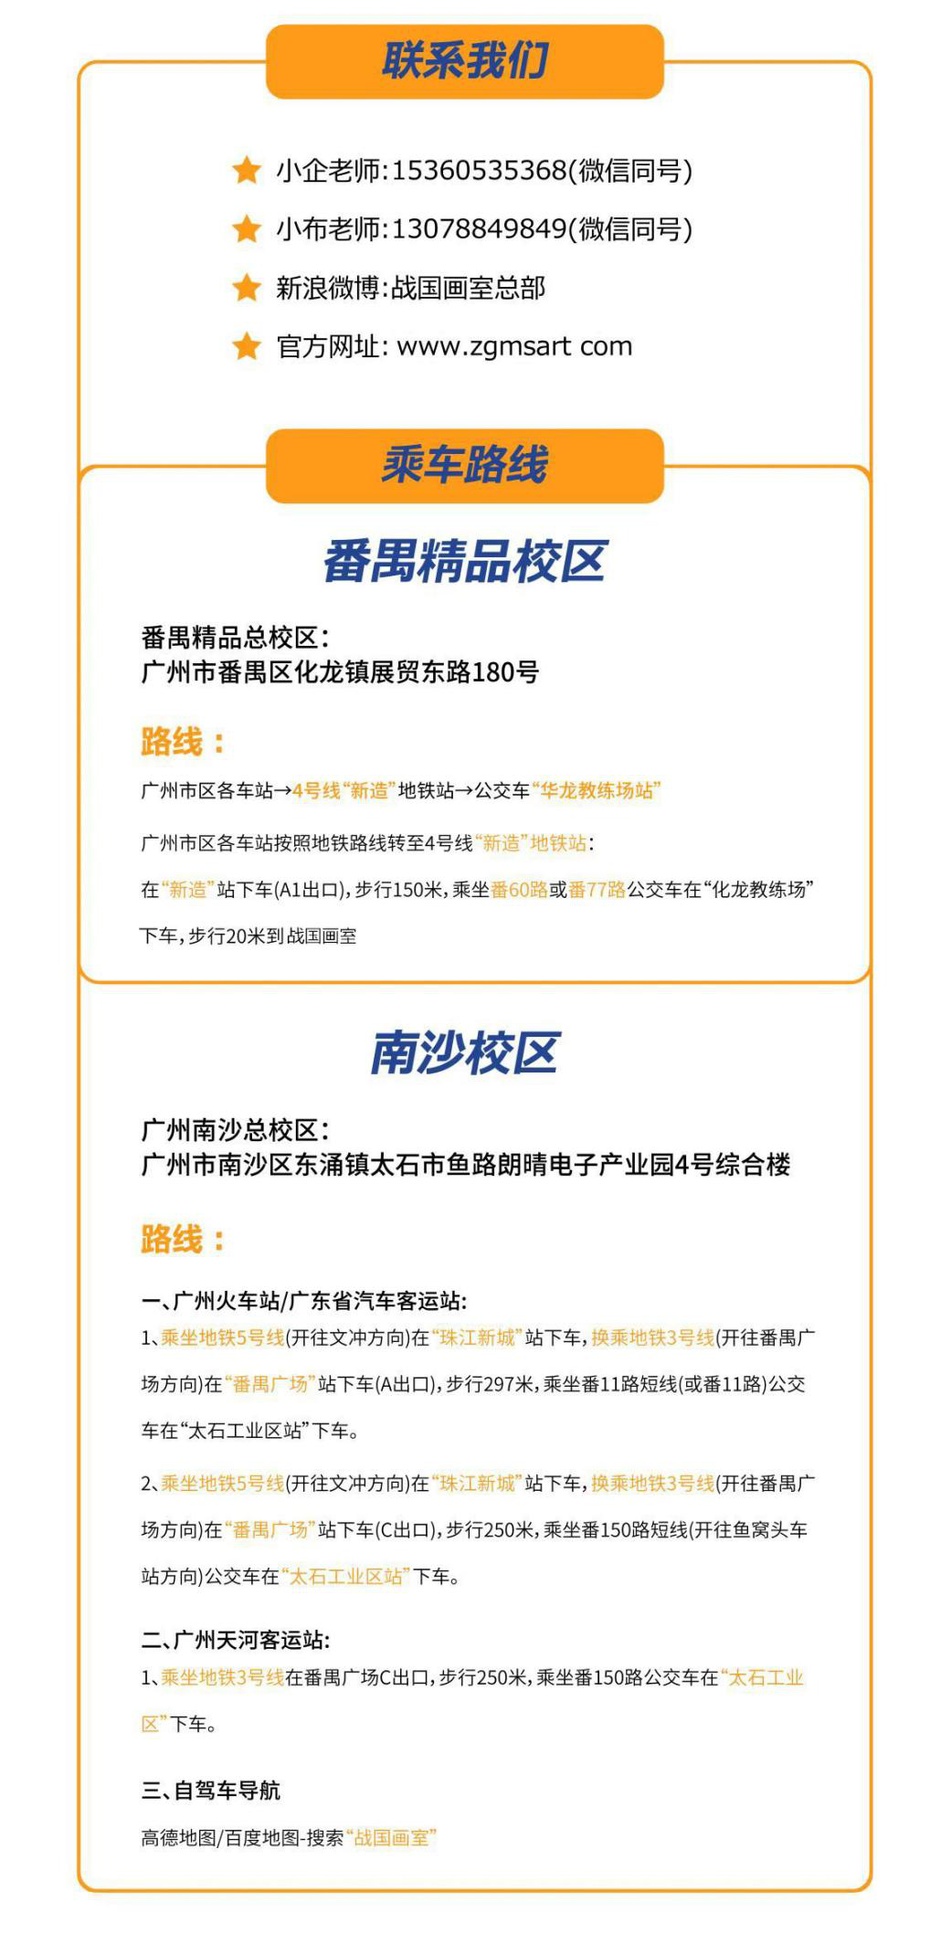 联系我们
小企老师:15360535368(微信同号)
小布老师:13078849849(微信同号)
新浪微博:战国画室总部
官方网址: www.zgmsart com
乘车路线
番禺精品校区
番禺精品总校区：
广州市番禺区化龙镇展贸东路180号
路线：
广州市区各车站→4号线“新造”地铁站→公交车“华龙教练场站”
广州市区各车站按照地铁路线转至4号线“新造”地铁站：
在“新造”站下车(A1出口)，步行150米，乘坐番60路或番77路公交车在“化龙教练场”
下车，步行20米到战国画室
南沙校区
广州南沙总校区：
广州市南沙区东涌镇太石市鱼路朗晴电子产业园4号综合楼
路线：
一、广州火车站/广东省汽车客运站:
1、乘坐地铁5号线(开往文冲方向)在“珠江新城”站下车，换乘地铁3号线(开往番禺广
场方向)在“番禺广场”站下车(A出口)，步行297米，乘坐番11路短线(或番11路)公交
车在“太石工业区站”下车。
2、乘坐地铁5号线(开往文冲方向)在“珠江新城”站下车，换乘地铁3号线(开往番禺广
场方向)在“番禺广场”站下车(C出口)，步行250米，乘坐番150路短线(开往鱼窝头车
站方向)公交车在“太石工业区站”下车。
二、广州天河客运站:
1、乘坐地铁3号线在番禺广场C出口，步行250米，乘坐番150路公交车在“太石工业
区”下车。
三、自驾车导航
高德地图/百度地图-搜索“战国画室”